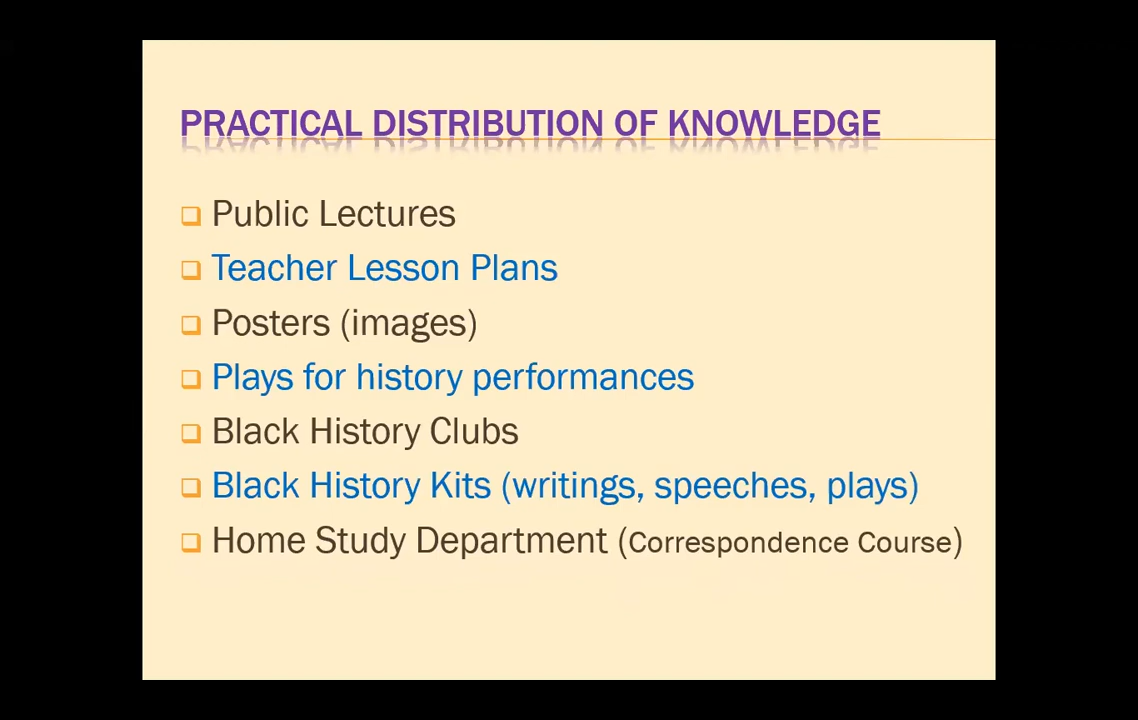 PRACTICAL DISTRIBUTION OF KNOWLEDGE
Public Lectures
Teacher Lesson Plans
Posters (images)
Plays for history performances
Black History Clubs
Black History Kits (writings, speeches, plays)
Home Study Department (Correspondence Course)